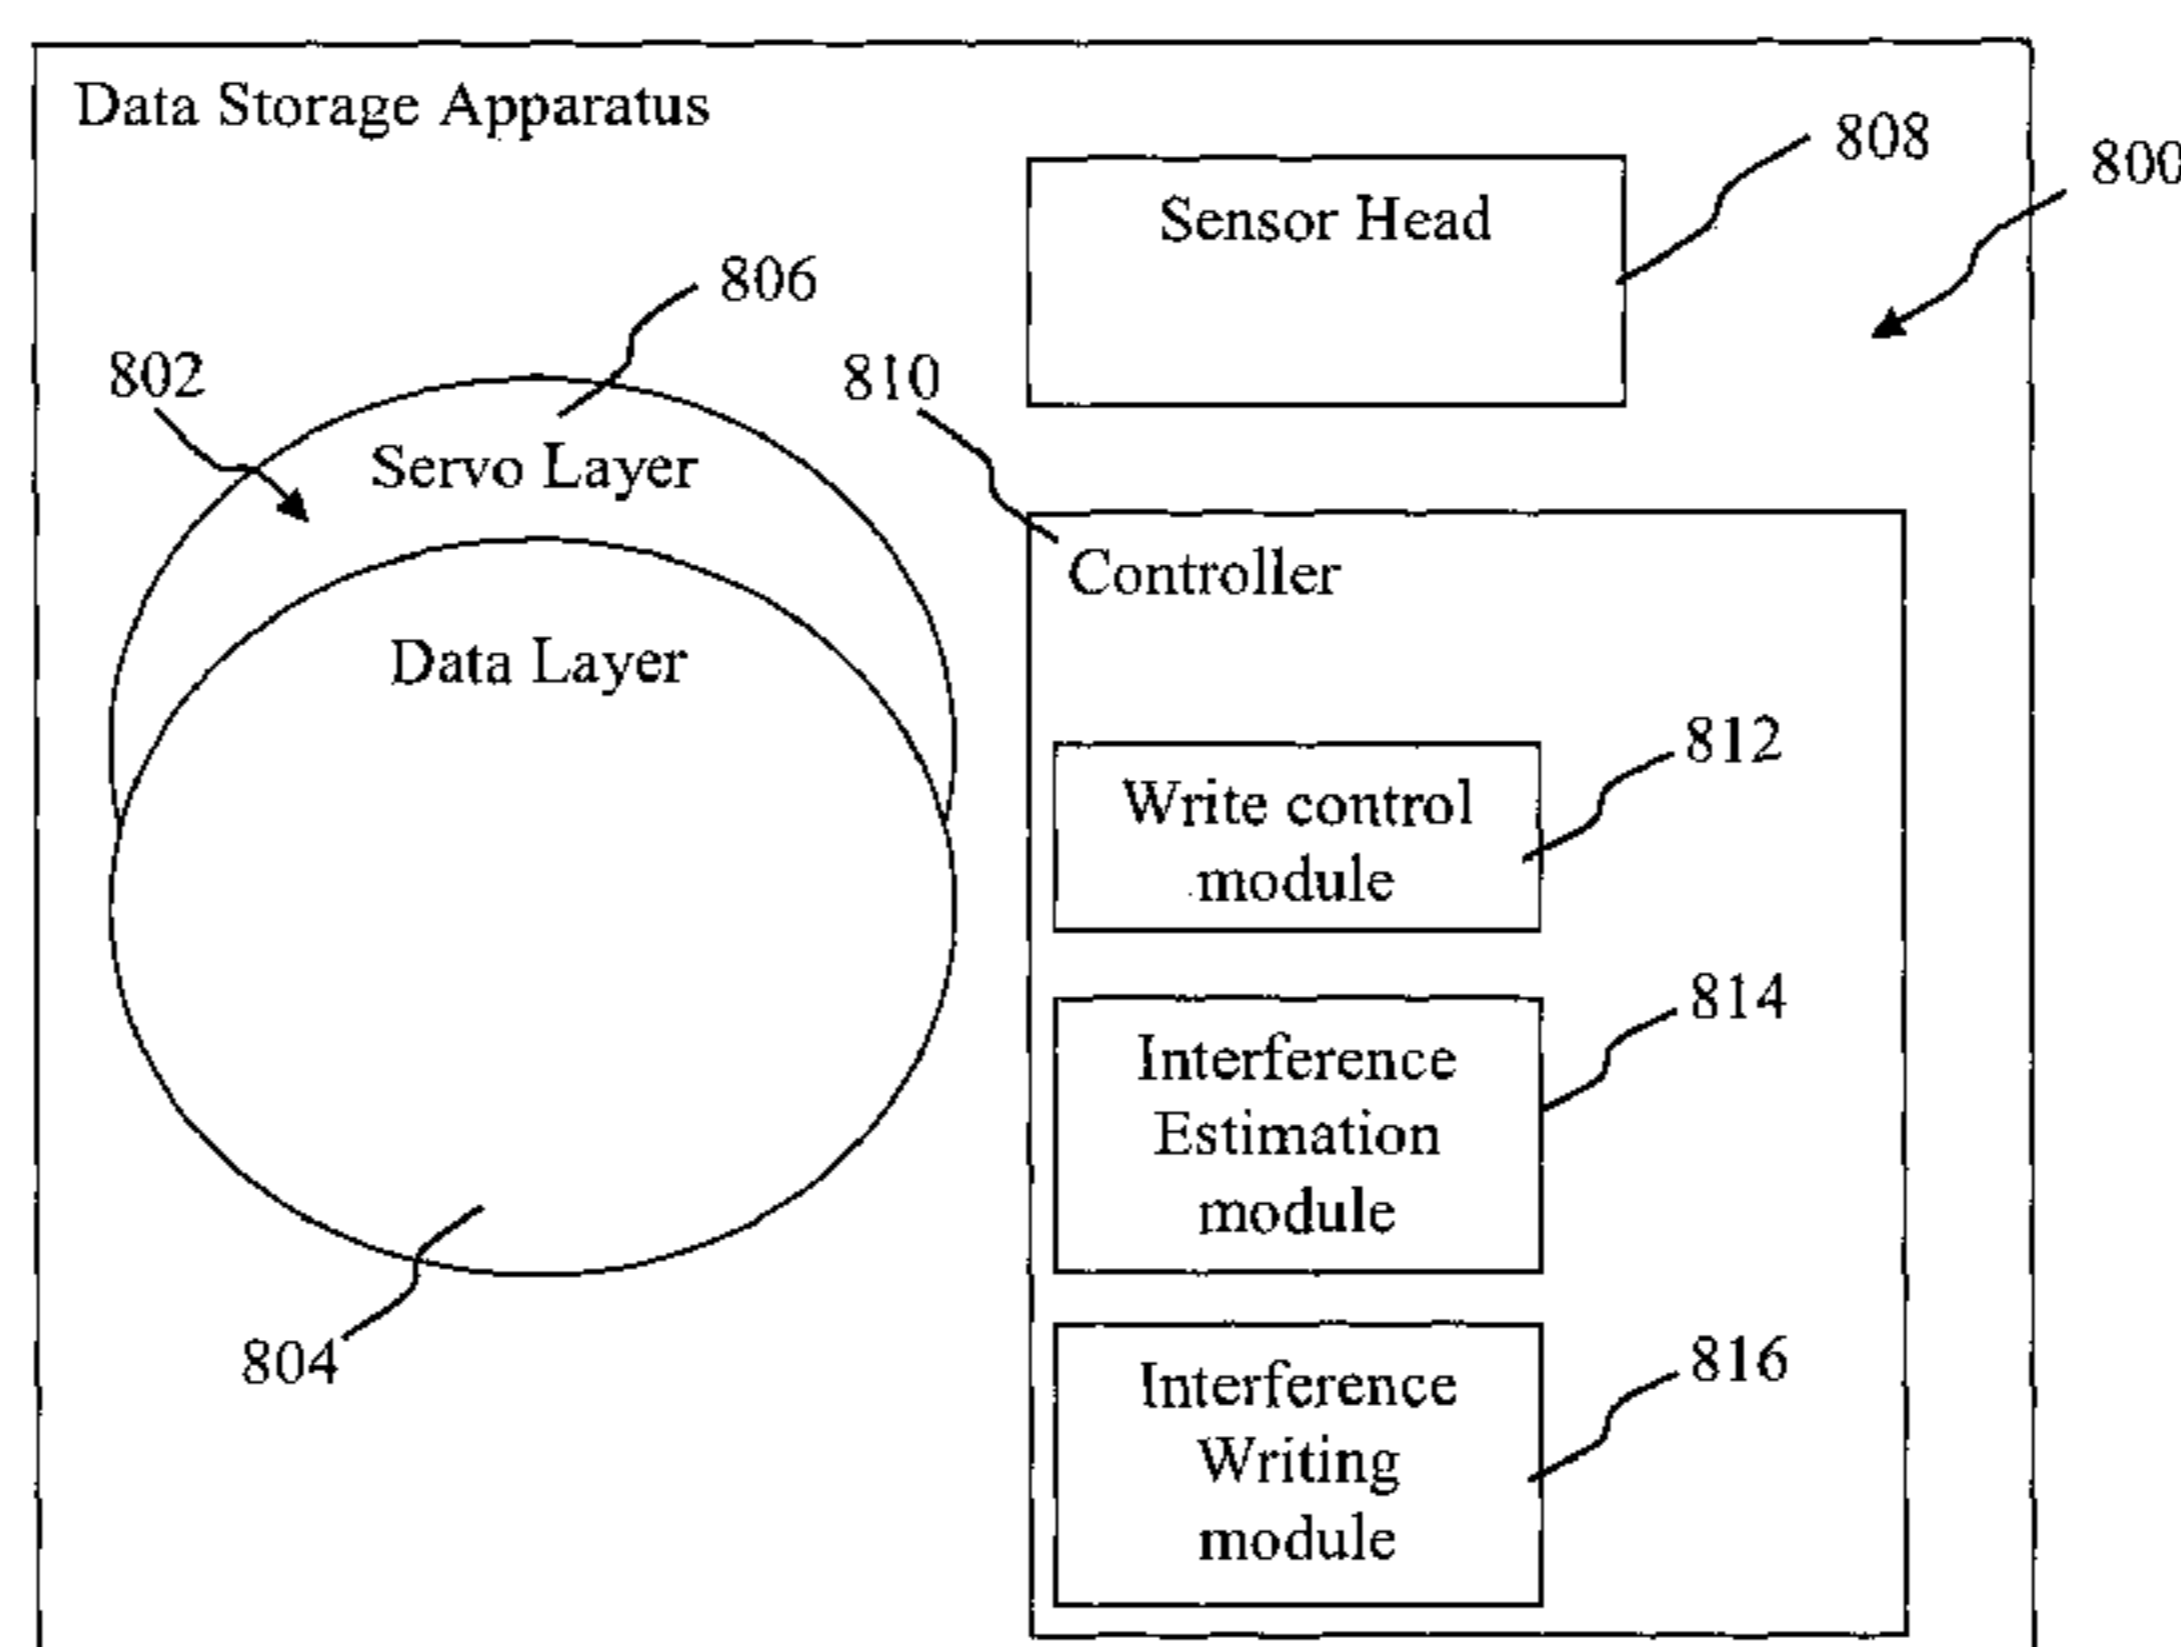 Data Storage Apparatus
808
800
Sensor Head
806
802
810
Servo Layer
Controller
Data Layer
812
Write control
module
814
Interference
Estimation
module
804
816
Interference
Writing
module